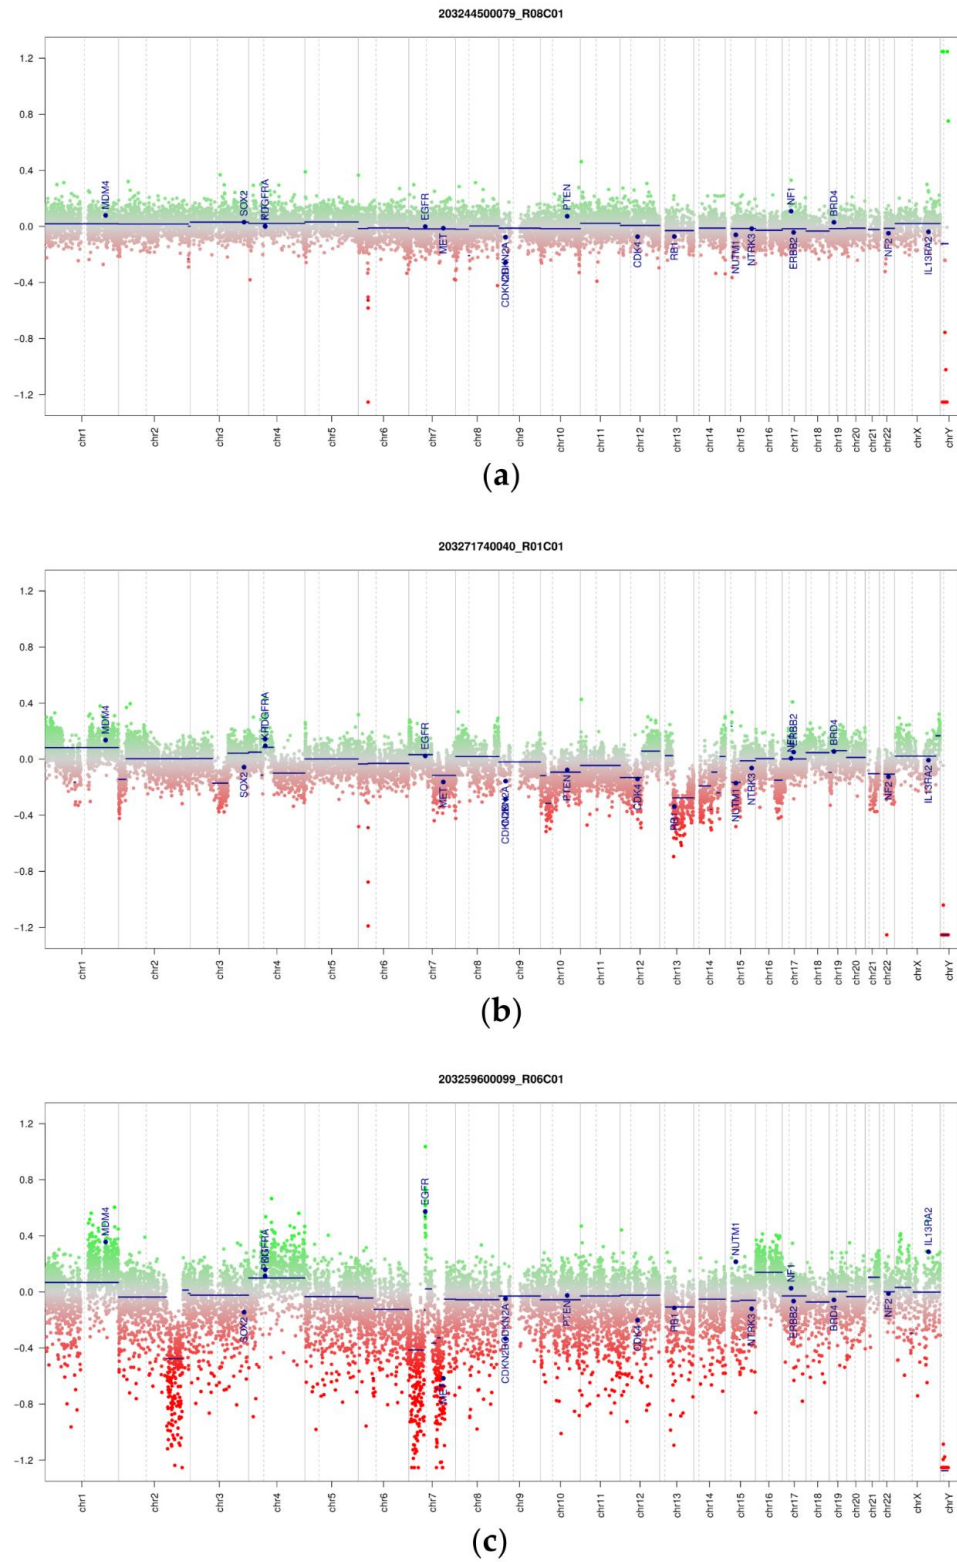 203244500079_R08C01
1.2
0.8
0.4
0.0
−0.4
−0.8
−1.2
MDM4
SOX2
PDGFRA
EGFR
MET
CDKN2A
PTEN
CDK4
RB1
NUTM1
NTRK3
NF1
ERBB2
BRD4
NF2
IL13RA2
chr1 chr2 chr3 chr4 chr5 chr6 chr7 chr8 chr9 chr10 chr11 chr12 chr13 chr14 chr15 chr16 chr17 chr18 chr19 chr20 chr21 chr22 chrX chrY
(a)
203271740040_R01C01
1.2
0.8
0.4
0.0
−0.4
−0.8
−1.2
MDM4
SOX2
PDGFRA
EGFR
MET
CDKN2A
PTEN
CDK4
RB1
NUTM1
NTRK3
ERBB2
BRD4
NF2
IL13RA2
chr1 chr2 chr3 chr4 chr5 chr6 chr7 chr8 chr9 chr10 chr11 chr12 chr13 chr14 chr15 chr16 chr17 chr18 chr19 chr20 chr21 chr22 chrX chrY
(b)
203259600099_R06C01
1.2
0.8
0.4
0.0
−0.4
−0.8
−1.2
MDM4
SOX2
PDGFRA
EGFR
MET
CDKN2B
CDKN2A
PTEN
CDK4
RB1
NUTM1
NTRK3
NF1
ERBB2
BRD4
NF2
IL13RA2
chr1 chr2 chr3 chr4 chr5 chr6 chr7 chr8 chr9 chr10 chr11 chr12 chr13 chr14 chr15 chr16 chr17 chr18 chr19 chr20 chr21 chr22 chrX chrY
(c)